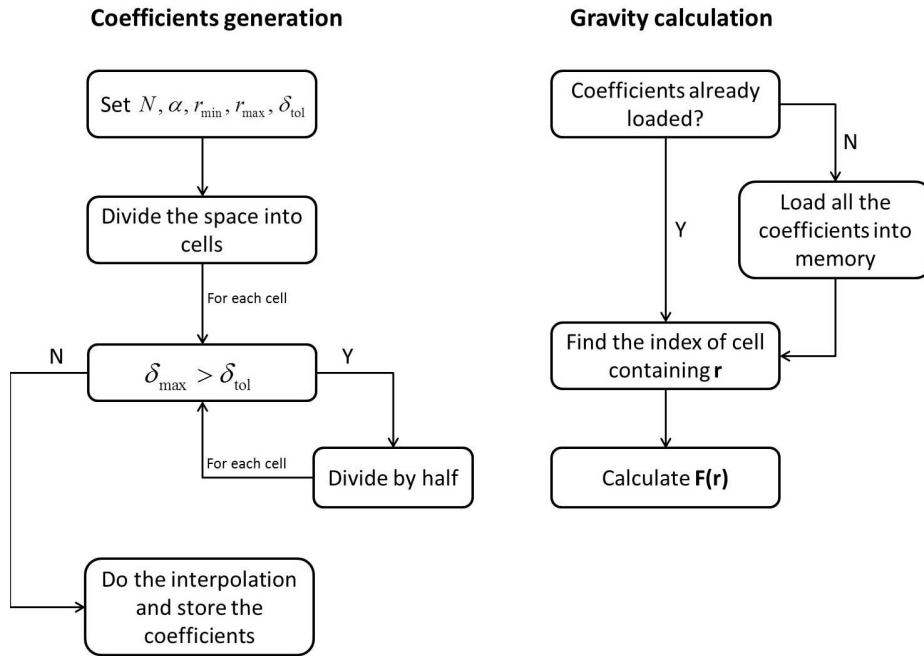 Coefficients generation
Set N, α, r_min, r_max, δ_tol
Divide the space into
cells
For each cell
N
δ_max > δ_tol
Y
For each cell
Divide by half
Do the interpolation
and store the
coefficients
Gravity calculation
Coefficients already
loaded?
N
Load all the
coefficients into
memory
Y
Find the index of cell
containing r
Calculate F(r)